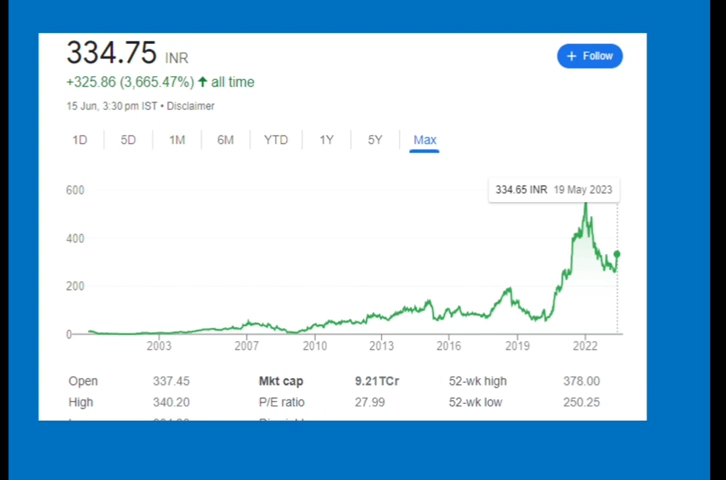 334.75 INR
+ Follow
+325.86 (3,665.47%) ↑ all time
15 Jun, 3:30 pm IST • Disclaimer
1D 5D 1M 6M YTD 1Y 5Y Max
334.65 INR 19 May 2023
600
400
200
0
2003 2007 2010 2013 2016 2019 2022
Open 337.45 Mkt cap 9.21TCr 52-wk high 378.00
High 340.20 P/E ratio 27.99 52-wk low 250.25